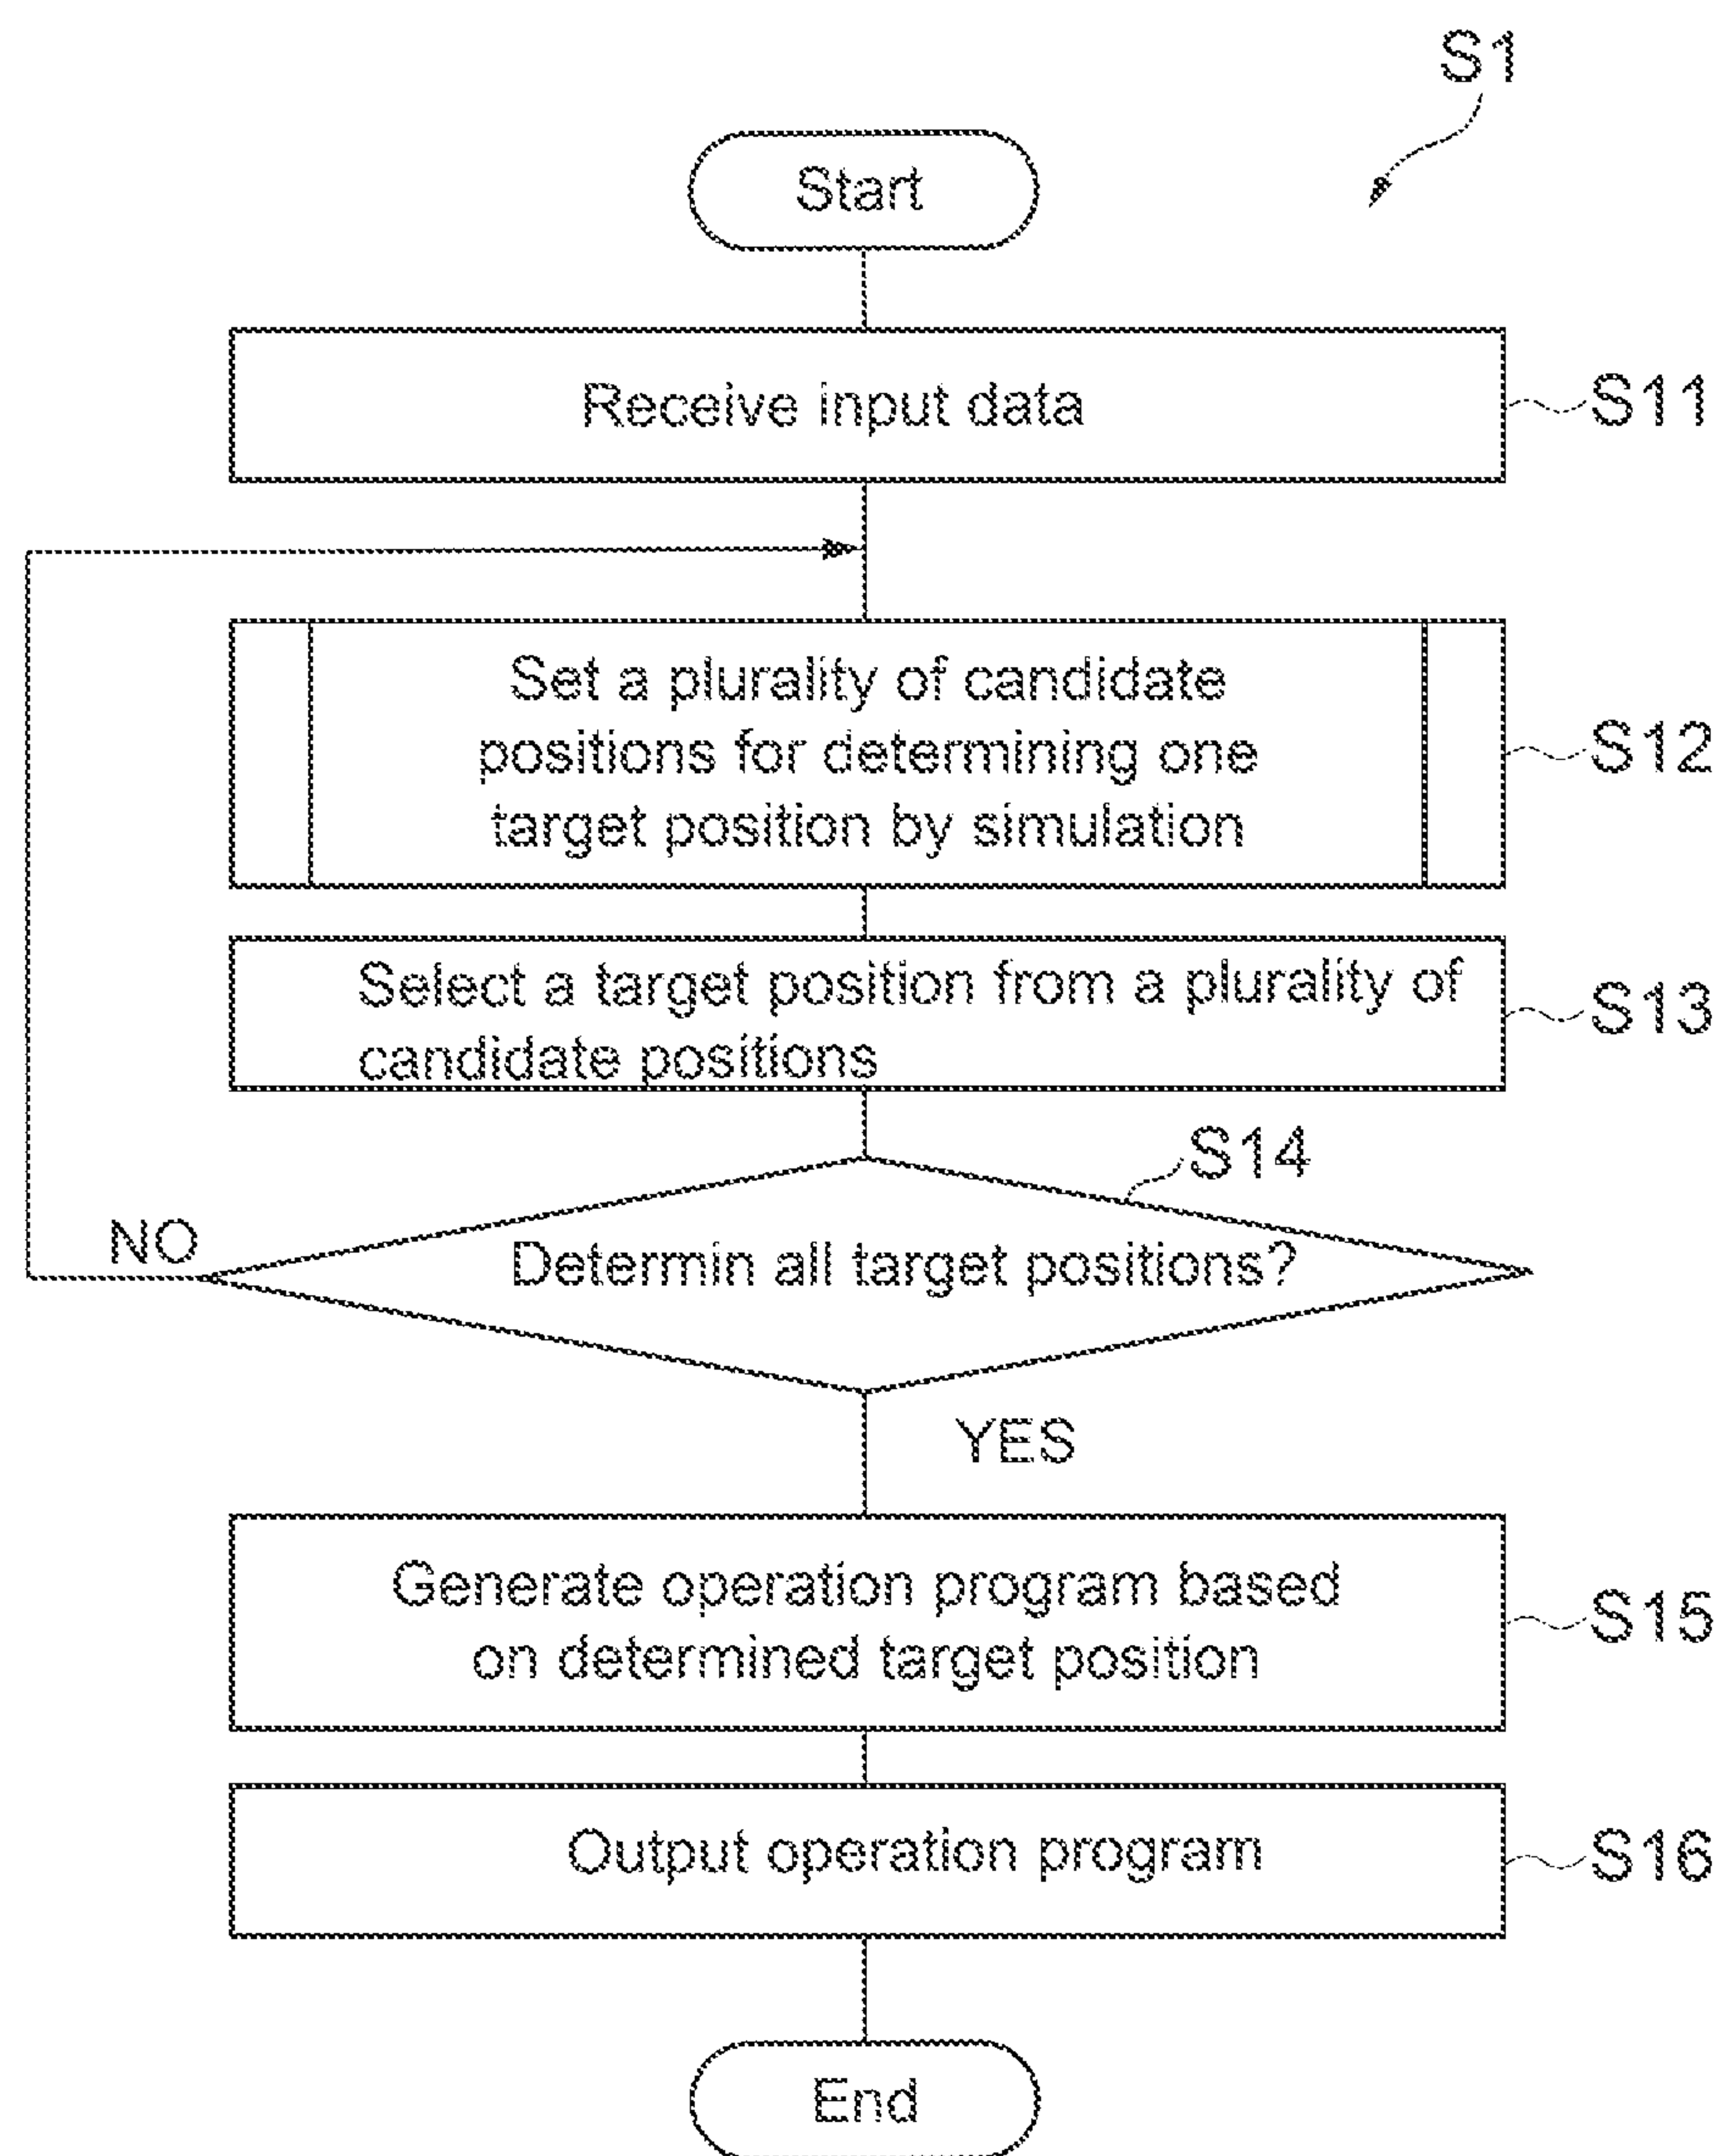 S1
Start
Receive input data
S11
Set a plurality of candidate
positions for determining one
target position by simulation
S12
Select a target position from a plurality of
candidate positions
S13
S14
NO
Determin all target positions?
YES
Generate operation program based
on determined target position
S15
Output operation program
S16
End